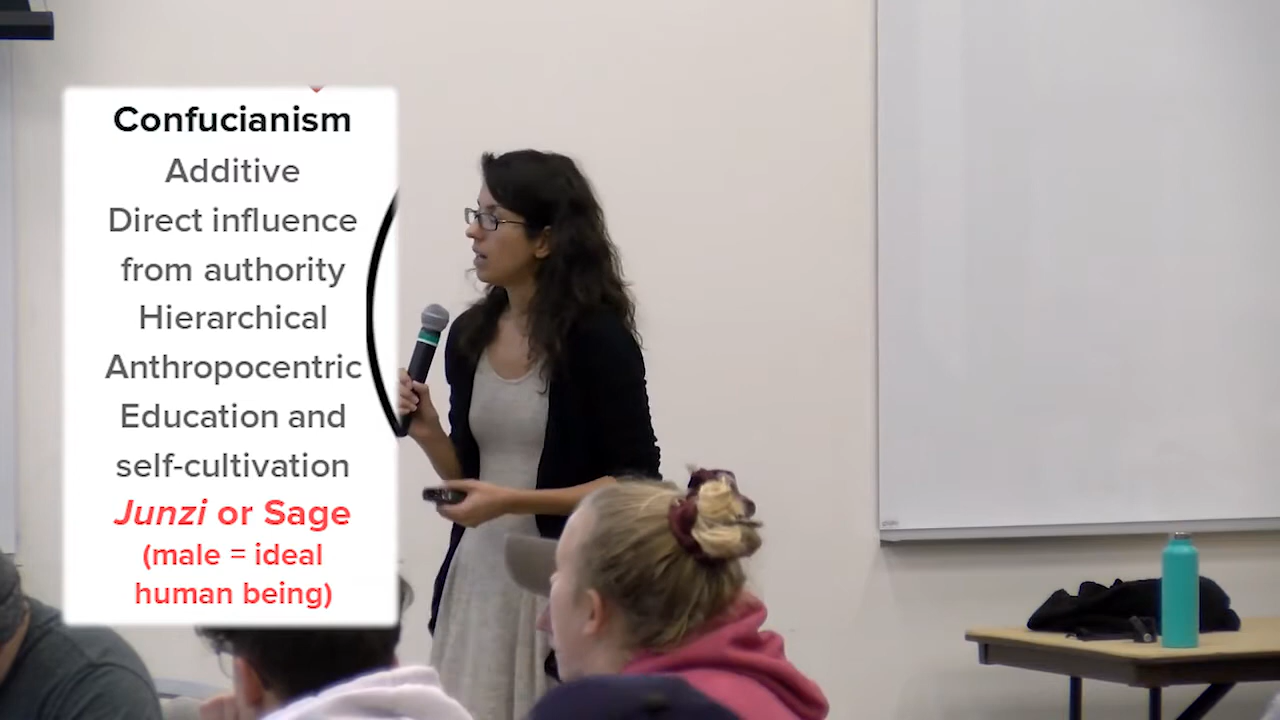 Confucianism
Additive
Direct influence
from authority
Hierarchical
Anthropocentric
Education and
self-cultivation
Junzi or Sage
(male = ideal
human being)